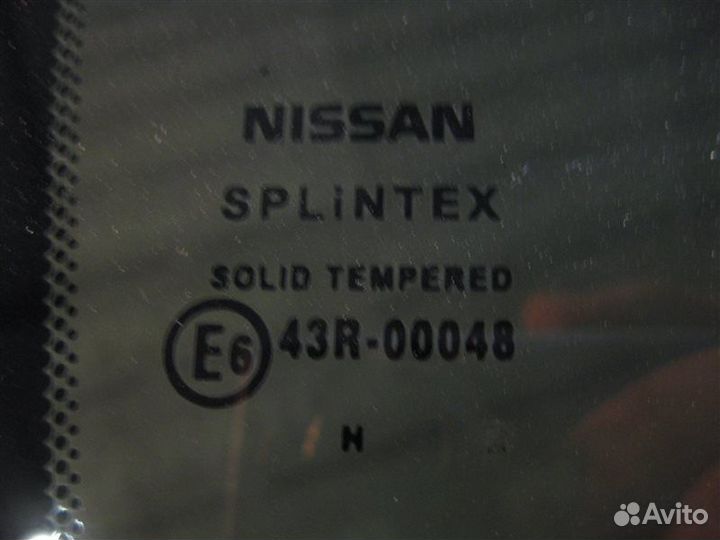 NISSAN
SPLiNTEX
SOLID TEMPERED
E6 43R-00048
H
Avito